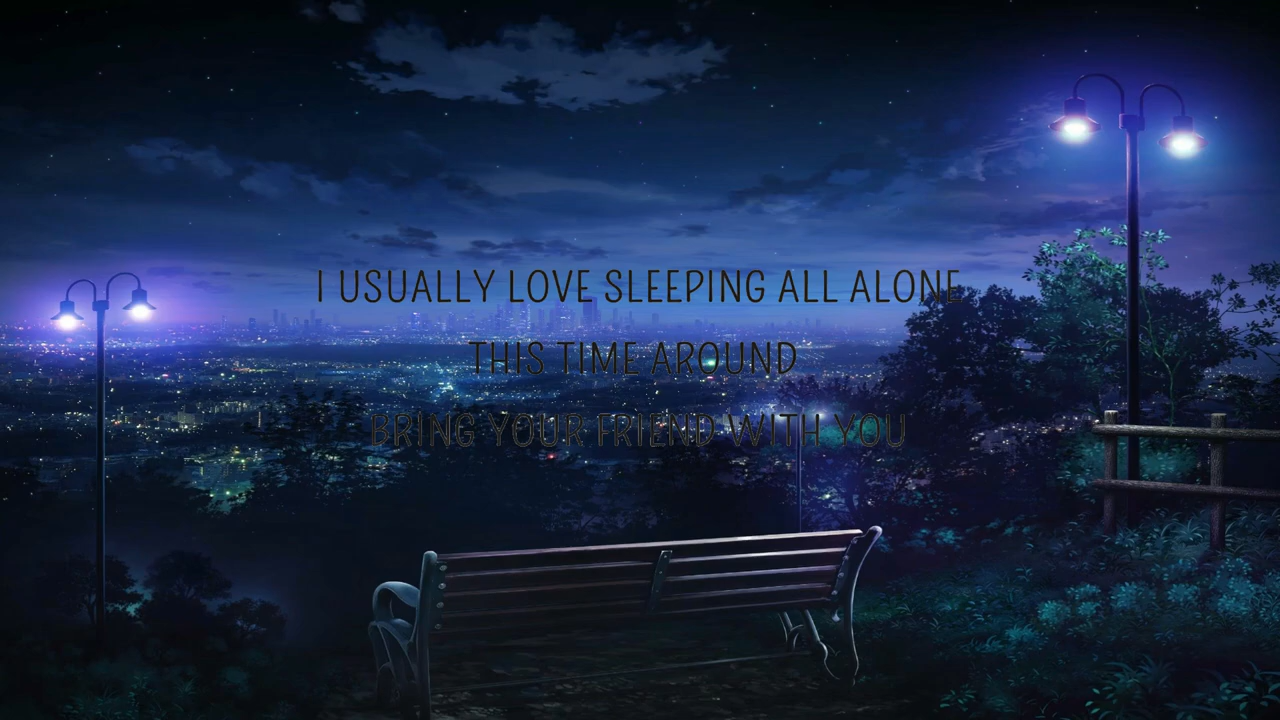 I USUALLY LOVE SLEEPING ALL ALONE
THIS TIME AROUND
BRING YOUR FRIEND WITH YOU